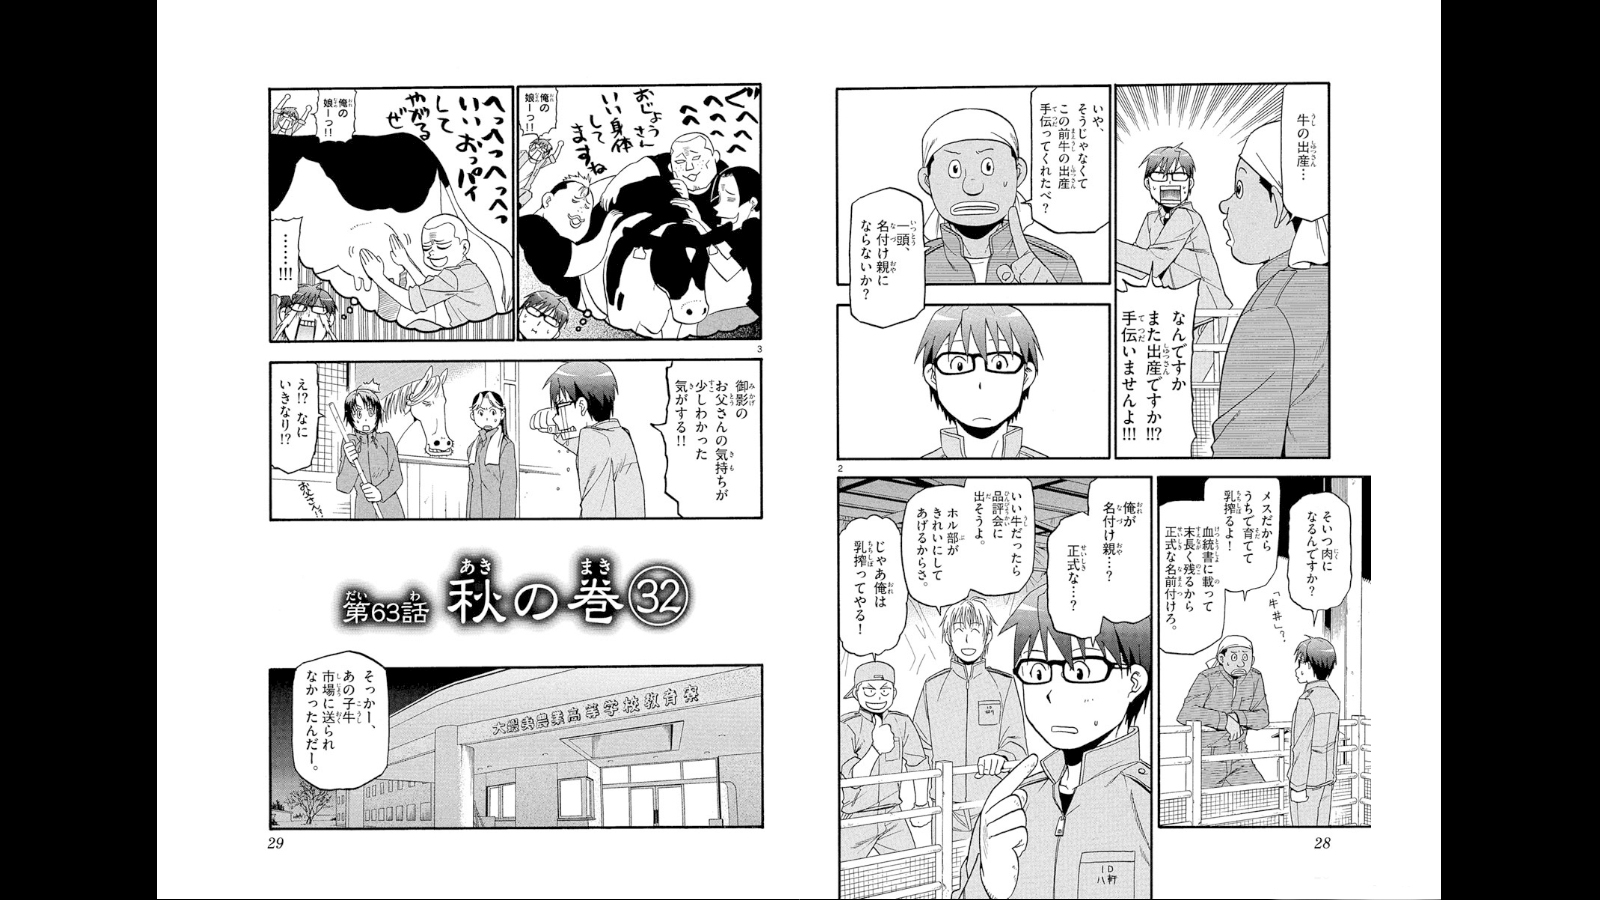 牛の出産…
なんですか
また出産ですか!!?
手伝いませんよ!!!
いや、
そうじゃなくて
この前牛の出産
手伝ってくれたべ?
一頭、
名付け親に
ならないか?
2
そいつ肉に
なるんですか?
「牛丼」?
メスだから
うちで育てて
乳搾るよ!
血統書に載って
末長く残るから
正式な名前付けろ。
俺が
名付け親…?
正式な…?
いい牛だったら
品評会に
出そうよ。
ホル部が
きれいにして
あげるからさ。
じゃあ俺は
乳搾ってやる!
1D
八軒
28
ぐへへへ
へへへ
へへ
おじょうさん
いい身体
して
ますね
俺の
娘ーっ!!
へっへっへっへっ
いいおっパイ
して
やがるぜ
俺の
娘ーっ!!
………!!!
3
御影の
お父さんの気持ちが
少しわかった
気がする!!
え!? なに
いきなり!?
おとうさん!!
第63話 秋の巻㉜
大蝦夷農業高等学校教育寮
そっかー、
あの子牛
市場に送られ
なかったんだー。
29